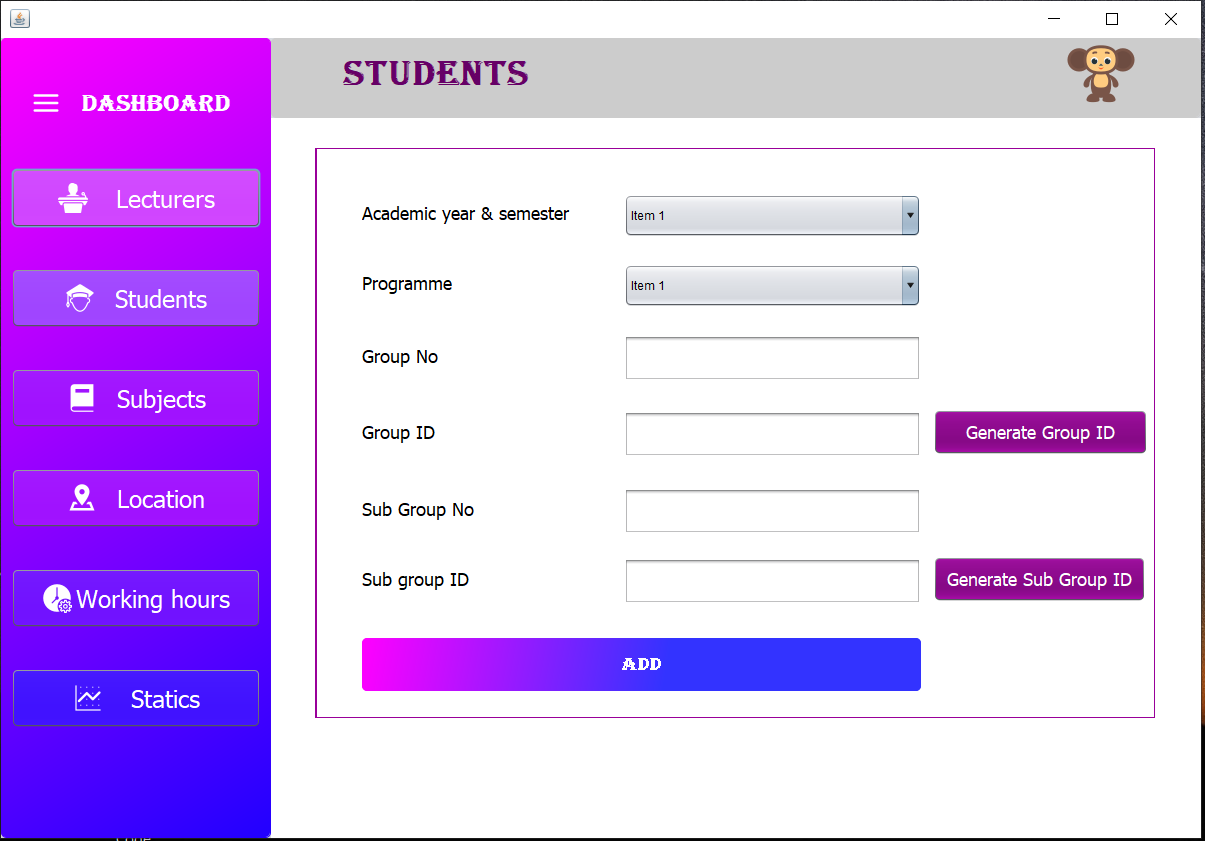 STUDENTS
DASHBOARD
Lecturers
Students
Subjects
Location
Working hours
Statics
Academic year & semester
Item 1
Programme
Item 1
Group No
Group ID
Generate Group ID
Sub Group No
Sub group ID
Generate Sub Group ID
ADD